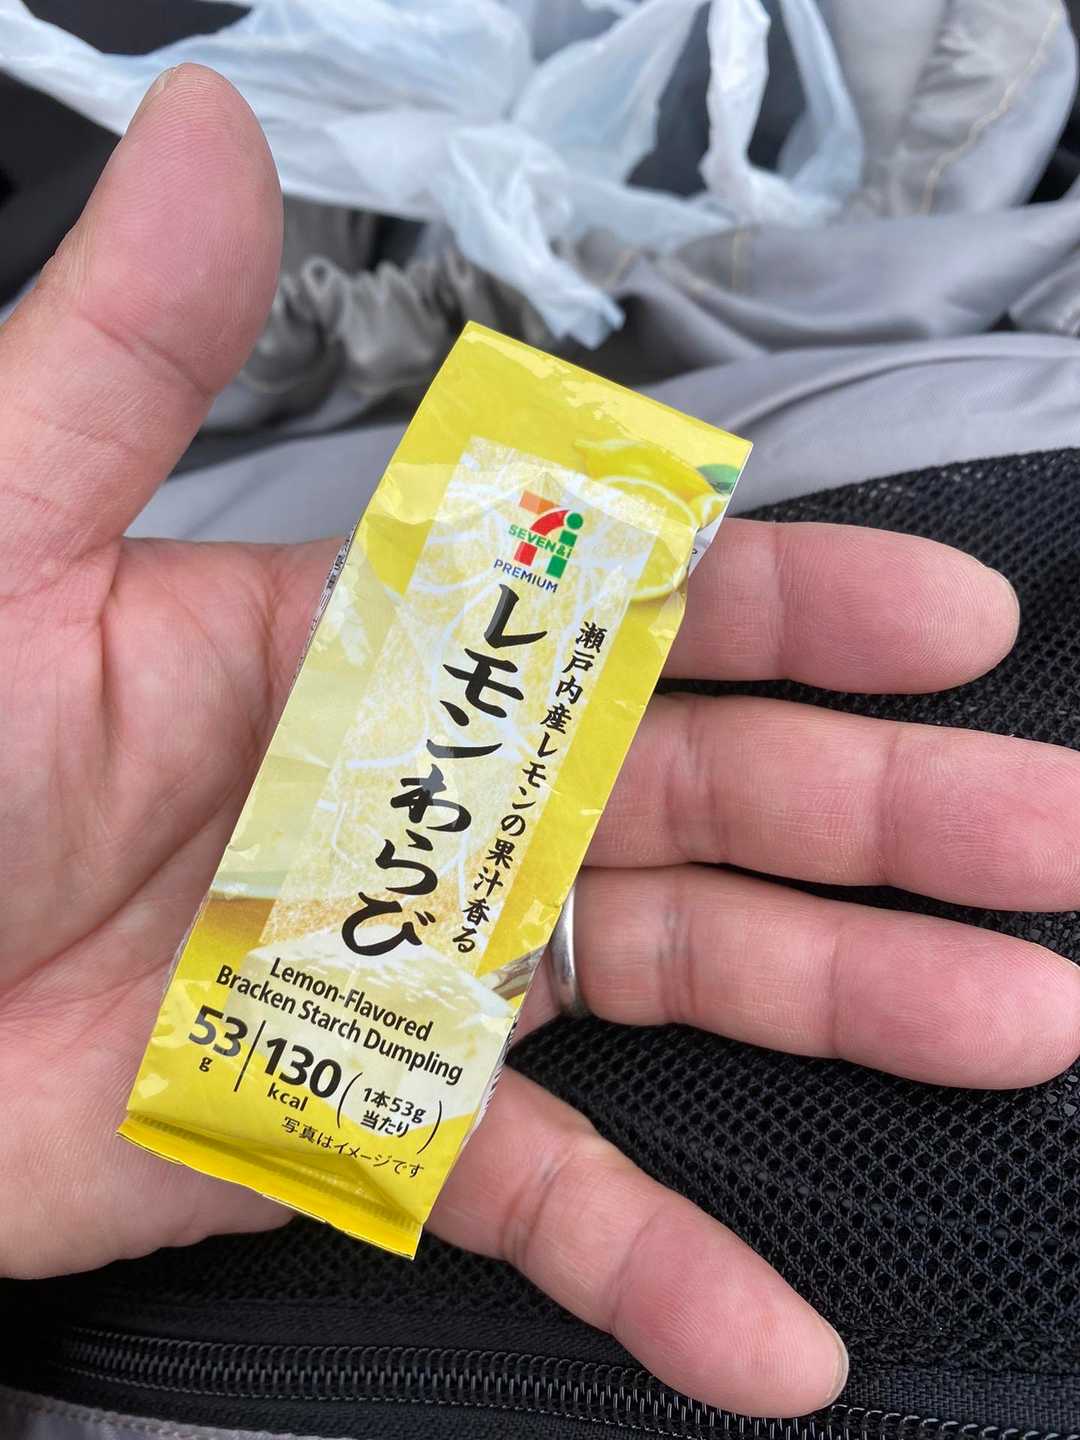 SEVEN&i
PREMIUM
瀬戸内産レモンの果汁香る
レモンわらび
Lemon-Flavored
Bracken Starch Dumpling
53
g
130
kcal
(1本53g
当たり)
写真はイメージです